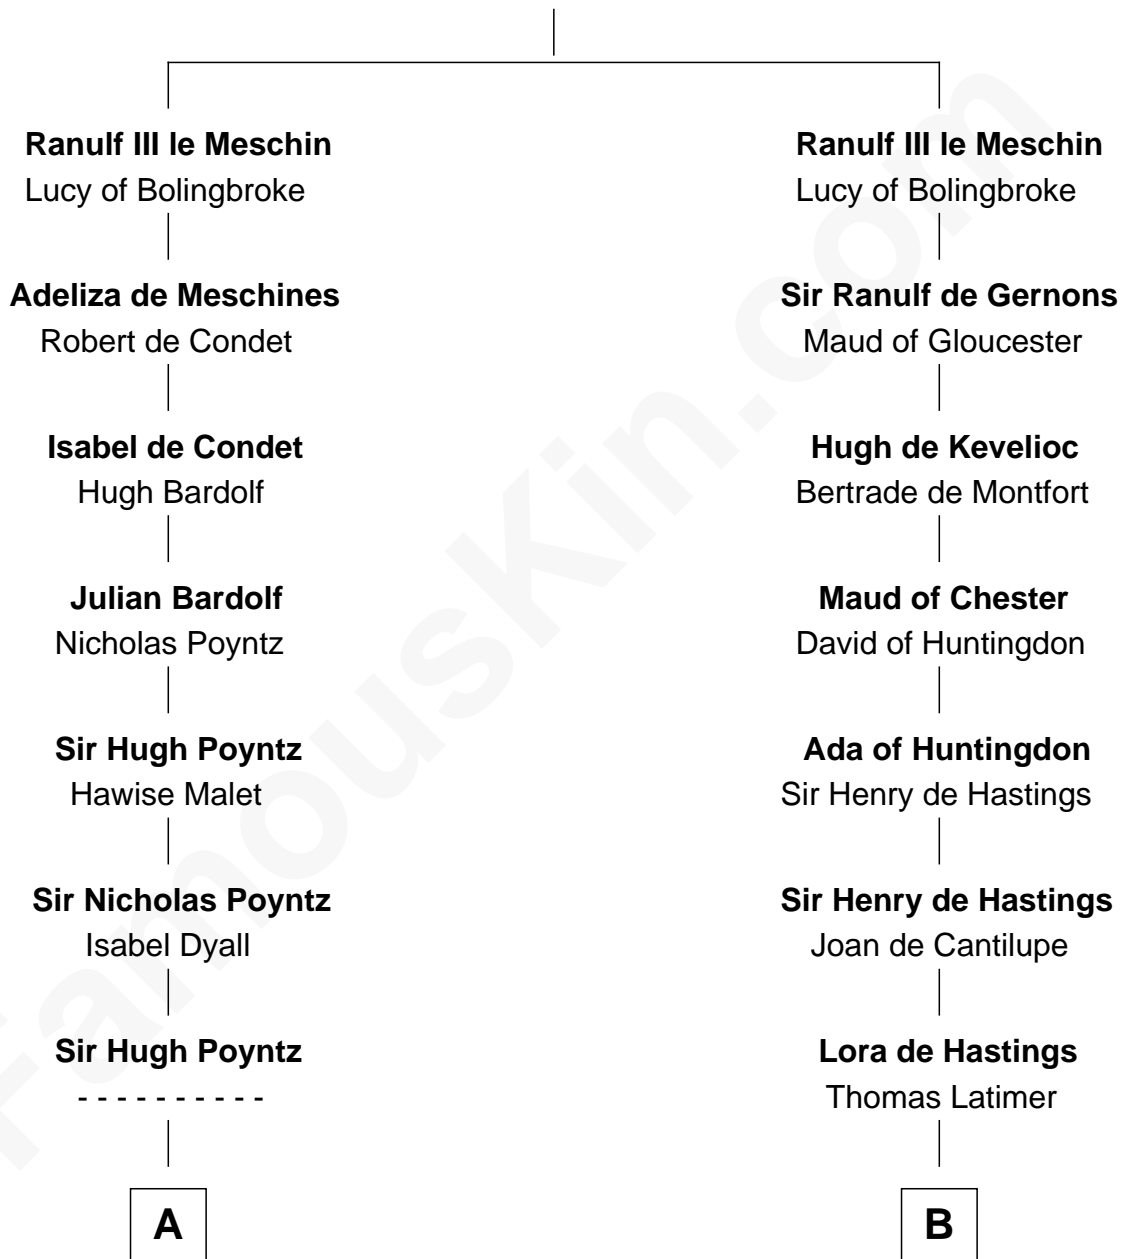 Ranulf III le Meschin
Lucy of Bolingbroke
Adeliza de Meschines
Robert de Condet
Isabel de Condet
Hugh Bardolf
Julian Bardolf
Nicholas Poyntz
Sir Hugh Poyntz
Hawise Malet
Sir Nicholas Poyntz
Isabel Dyall
Sir Hugh Poyntz
- - - - - - - - - -
A
Ranulf III le Meschin
Lucy of Bolingbroke
Sir Ranulf de Gernons
Maud of Gloucester
Hugh de Kevelioc
Bertrade de Montfort
Maud of Chester
David of Huntingdon
Ada of Huntingdon
Sir Henry de Hastings
Sir Henry de Hastings
Joan de Cantilupe
Lora de Hastings
Thomas Latimer
B
FamousKin.com